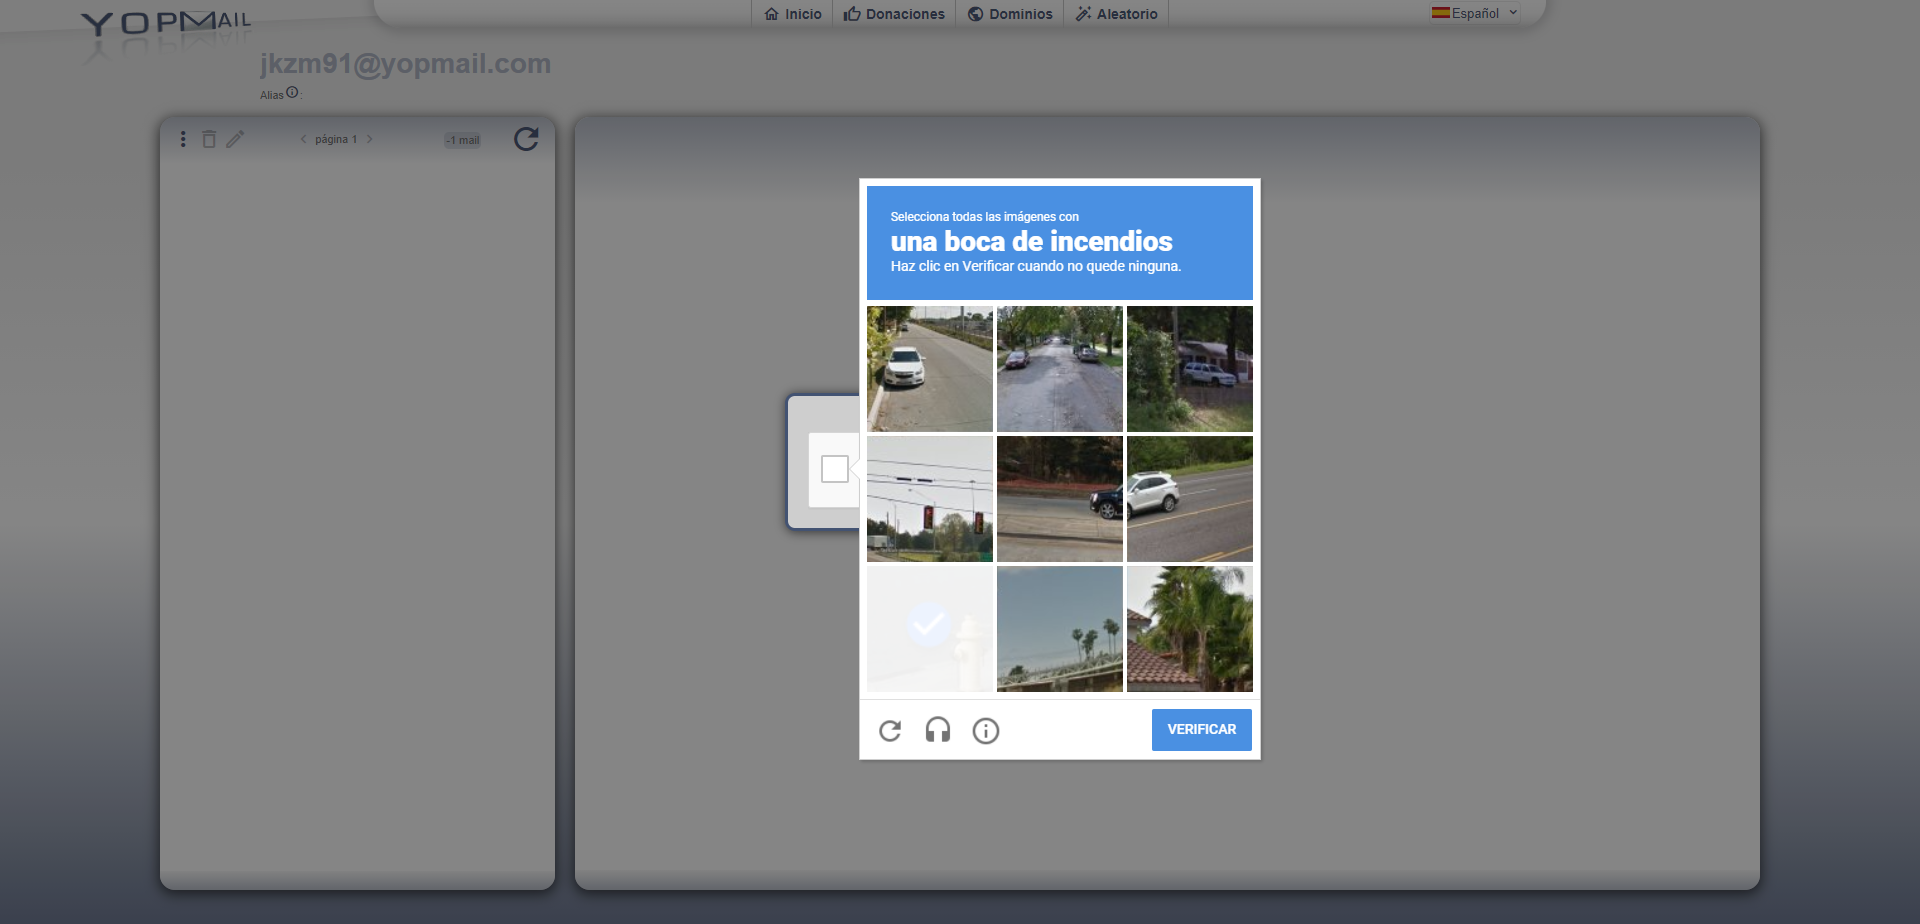 YOPMAIL
Inicio
Donaciones
Dominios
Aleatorio
Español
jkzm91@yopmail.com
Alias :
página 1
-1 mail
Selecciona todas las imágenes con
una boca de incendios
Haz clic en Verificar cuando no quede ninguna.
VERIFICAR